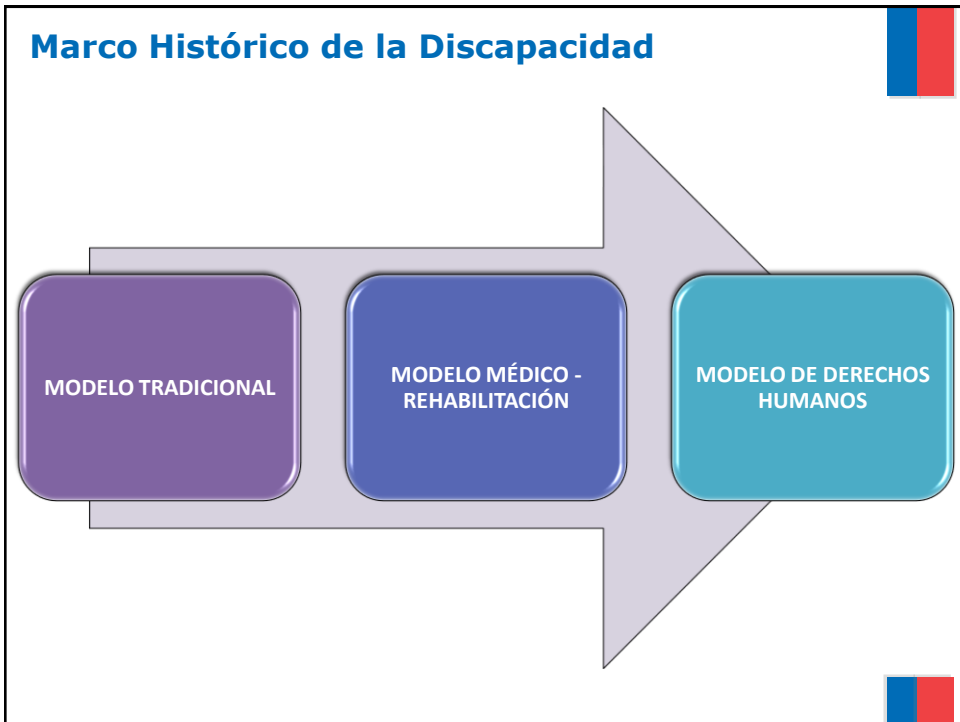 Marco Histórico de la Discapacidad
MODELO TRADICIONAL
MODELO MÉDICO -
REHABILITACIÓN
MODELO DE DERECHOS
HUMANOS